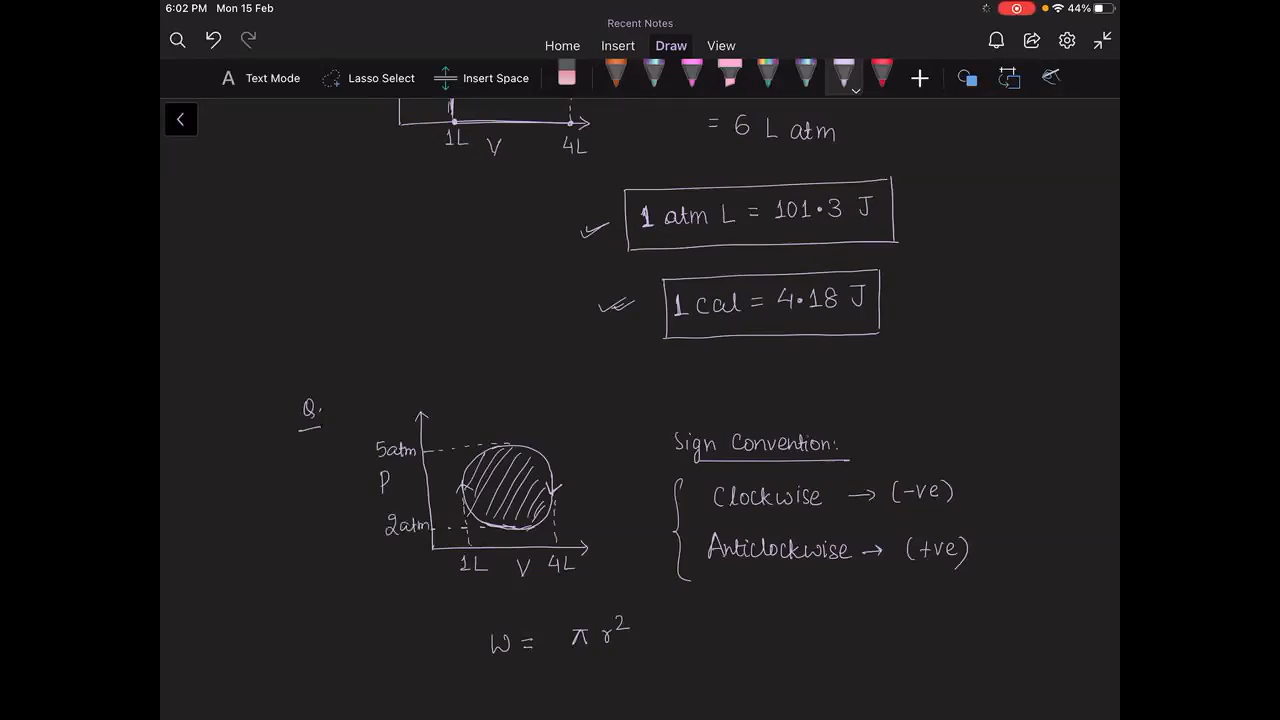 6:02 PM Mon 15 Feb
44%
Recent Notes
Home Insert Draw View
Text Mode
Lasso Select
Insert Space
1L
V
4L
= 6 L atm
1 atm L = 101.3 J
1 cal = 4.18 J
Q.
5atm
P
2atm
1L
V
4L
Sign Convention:
Clockwise → (-ve)
Anticlockwise → (+ve)
W = π r²